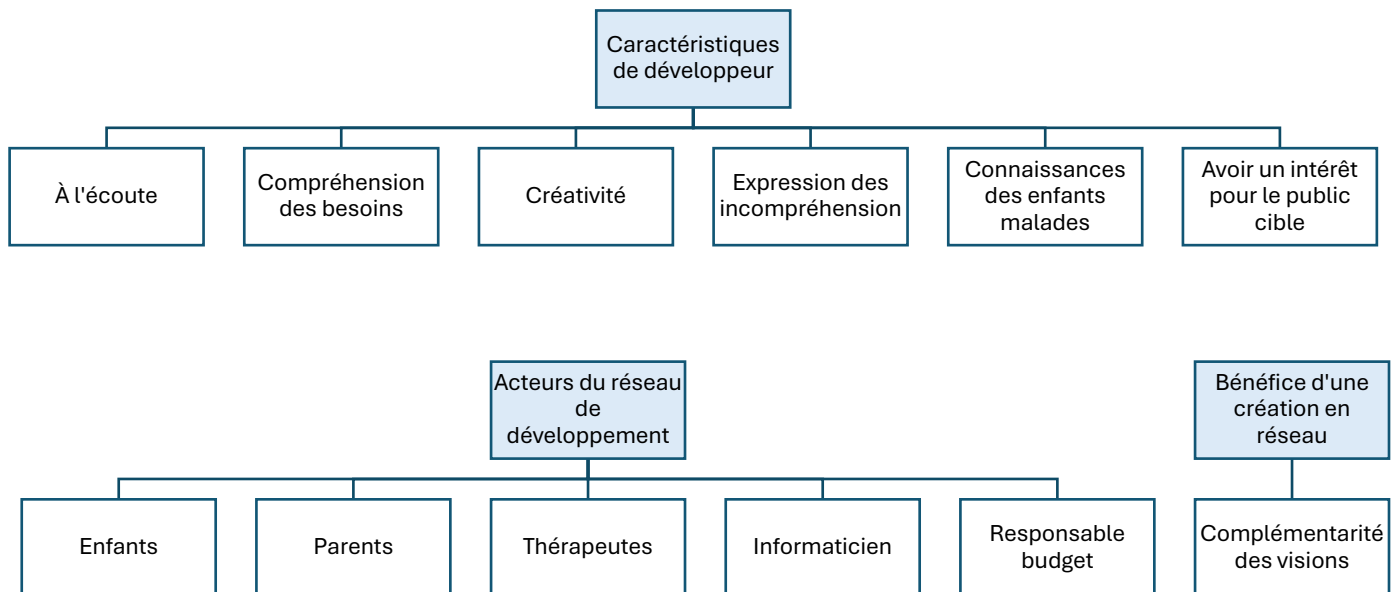 Caractéristiques
de développeur
À l'écoute
Compréhension
des besoins
Créativité
Expression des
incompréhension
Connaissances
des enfants
malades
Avoir un intérêt
pour le public
cible
Acteurs du réseau
de
développement
Bénéfice d'une
création en
réseau
Enfants
Parents
Thérapeutes
Informaticien
Responsable
budget
Complémentarité
des visions